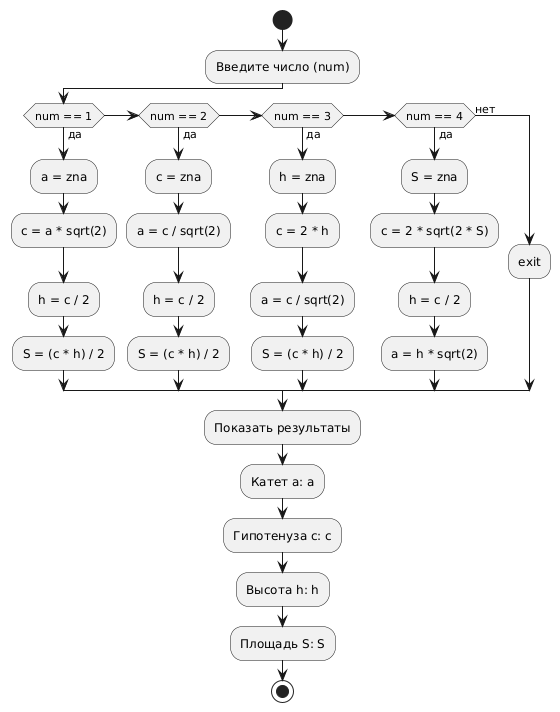 Введите число (num)
num == 1
num == 2
num == 3
num == 4
нет
да
да
да
да
a = zna
c = zna
h = zna
S = zna
c = a * sqrt(2)
a = c / sqrt(2)
c = 2 * h
c = 2 * sqrt(2 * S)
exit
h = c / 2
h = c / 2
a = c / sqrt(2)
h = c / 2
S = (c * h) / 2
S = (c * h) / 2
S = (c * h) / 2
a = h * sqrt(2)
Показать результаты
Катет a: a
Гипотенуза c: c
Высота h: h
Площадь S: S